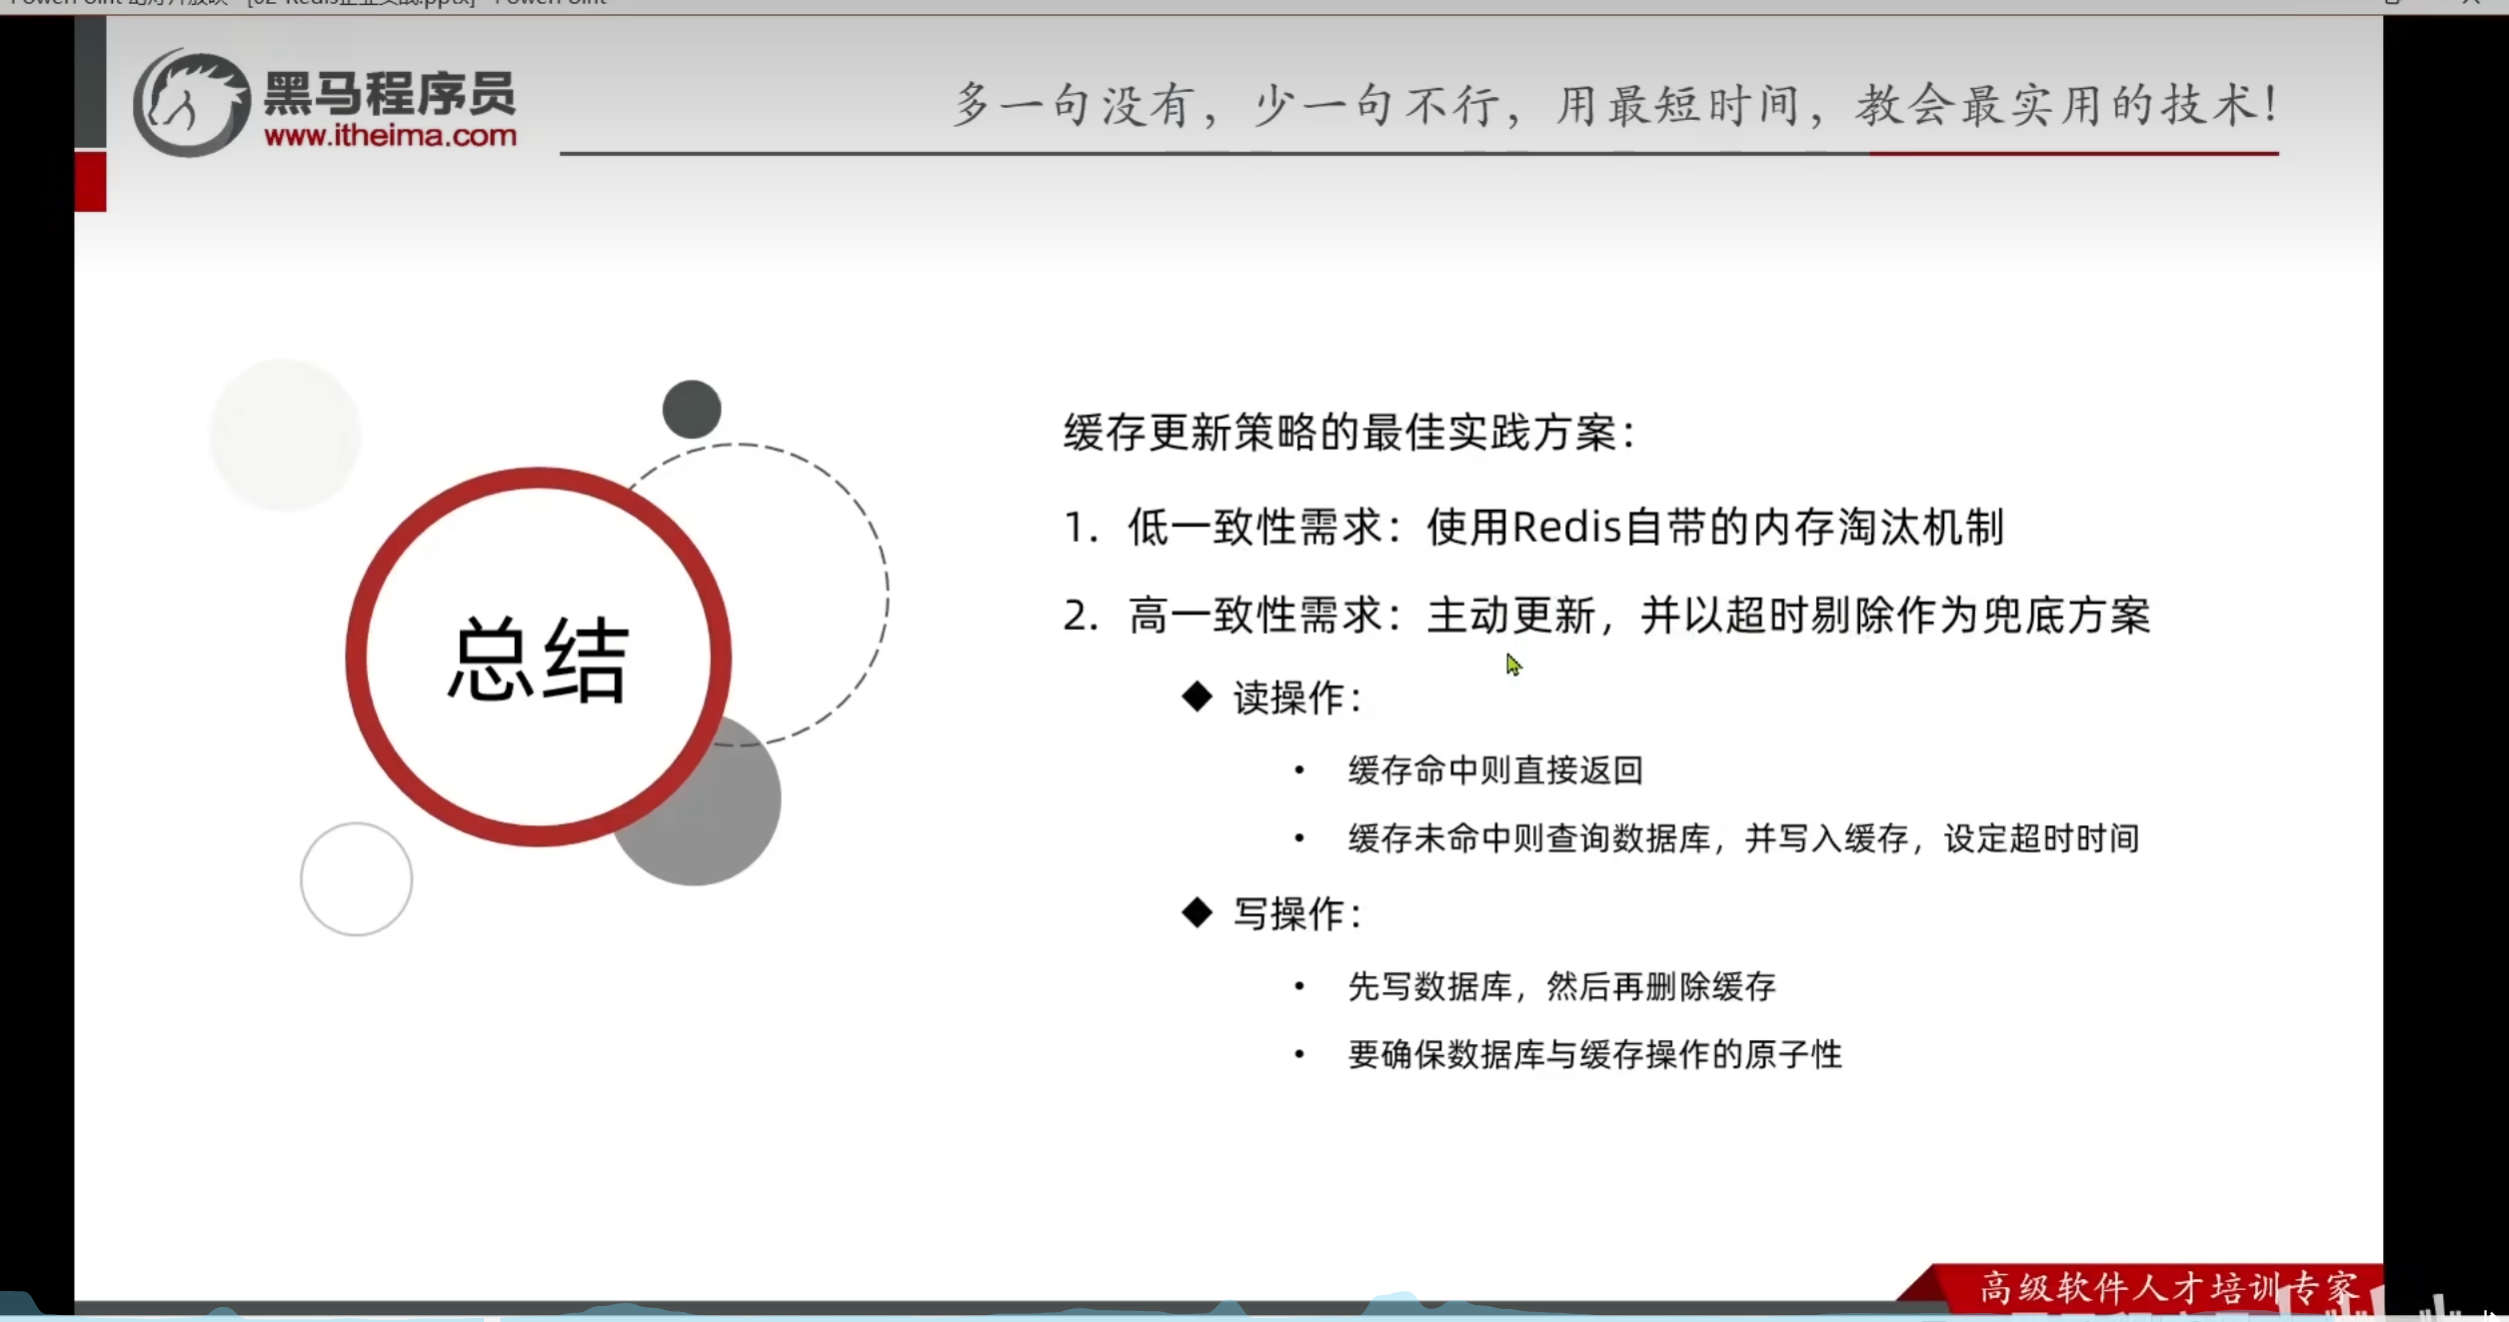 黑马程序员
www.itheima.com
多一句没有，少一句不行，用最短时间，教会最实用的技术！
总结
缓存更新策略的最佳实践方案：
1. 低一致性需求：使用Redis自带的内存淘汰机制
2. 高一致性需求：主动更新，并以超时剔除作为兜底方案
◆ 读操作：
• 缓存命中则直接返回
• 缓存未命中则查询数据库，并写入缓存，设定超时时间
◆ 写操作：
• 先写数据库，然后再删除缓存
• 要确保数据库与缓存操作的原子性
高级软件人才培训专家